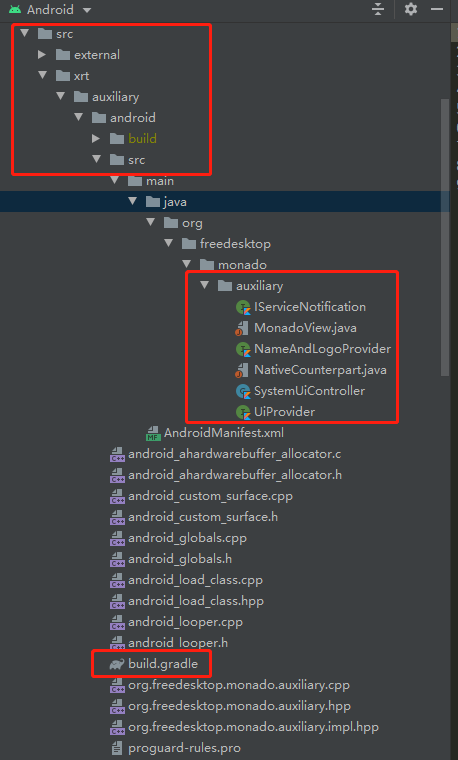 Android
src
external
xrt
auxiliary
android
build
src
main
java
org
freedesktop
monado
auxiliary
IServiceNotification
MonadoView.java
NameAndLogoProvider
NativeCounterpart.java
SystemUiController
UiProvider
AndroidManifest.xml
android_ahardwarebuffer_allocator.c
android_ahardwarebuffer_allocator.h
android_custom_surface.cpp
android_custom_surface.h
android_globals.cpp
android_globals.h
android_load_class.cpp
android_load_class.hpp
android_looper.cpp
android_looper.h
build.gradle
org.freedesktop.monado.auxiliary.cpp
org.freedesktop.monado.auxiliary.hpp
org.freedesktop.monado.auxiliary.impl.hpp
proguard-rules.pro